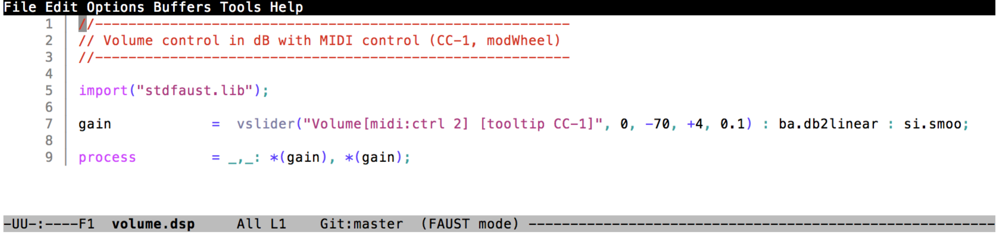 File Edit Options Buffers Tools Help
1 //---------------------------------------------------------
2 // Volume control in dB with MIDI control (CC-1, modWheel)
3 //---------------------------------------------------------
4
5 import("stdfaust.lib");
6
7 gain            =  vslider("Volume[midi:ctrl 2] [tooltip CC-1]", 0, -70, +4, 0.1) : ba.db2linear : si.smoo;
8
9 process         = _,_: *(gain), *(gain);
-UU-:----F1  volume.dsp     All L1    Git:master  (FAUST mode) --------------------------------------------------------